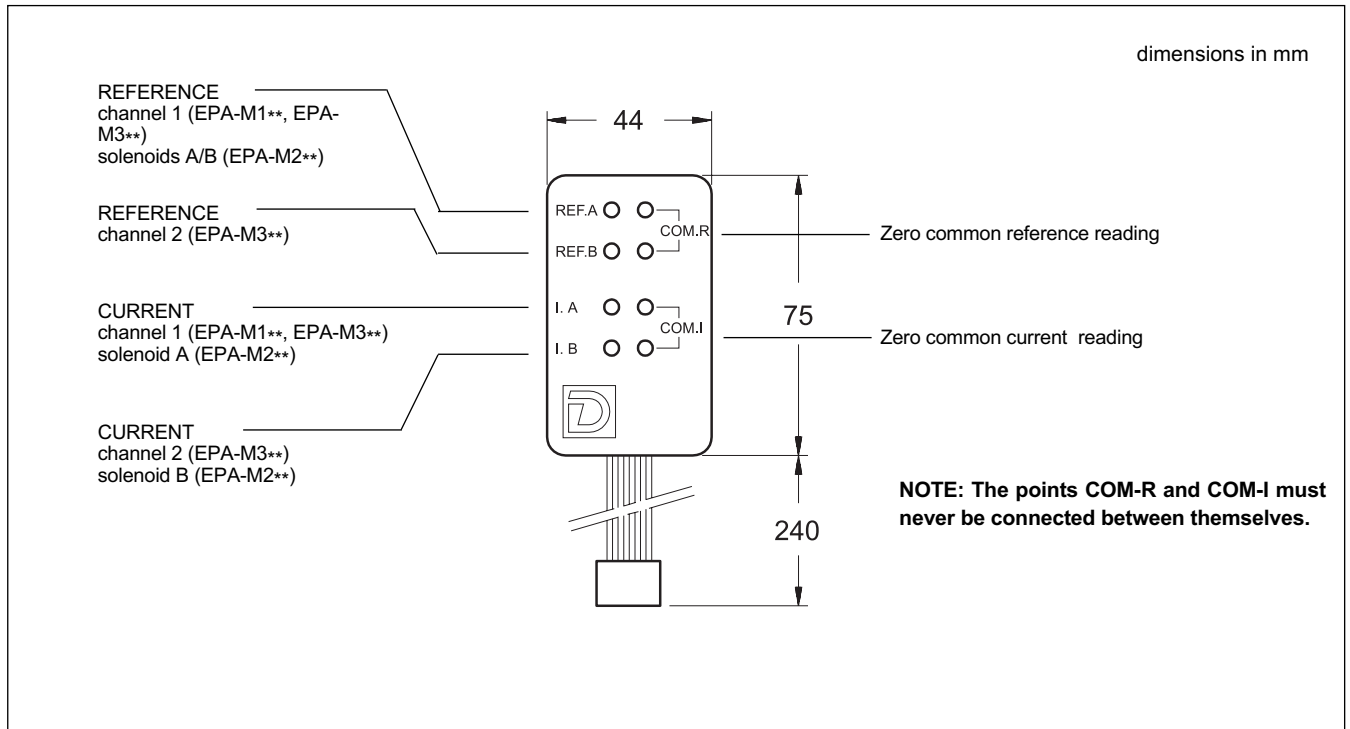 dimensions in mm
REFERENCE
channel 1 (EPA-M1**, EPA-
M3**)
solenoids A/B (EPA-M2**)
REFERENCE
channel 2 (EPA-M3**)
CURRENT
channel 1 (EPA-M1**, EPA-M3**)
solenoid A (EPA-M2**)
CURRENT
channel 2 (EPA-M3**)
solenoid B (EPA-M2**)
44
REF.A
COM.R
REF.B
I. A
COM.I
I. B
D
75
240
Zero common reference reading
Zero common current reading
NOTE: The points COM-R and COM-I must
never be connected between themselves.